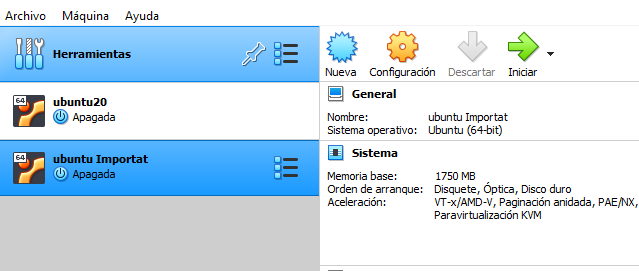 Archivo Máquina Ayuda
Herramientas
64
ubuntu20
Apagada
64
ubuntu Importat
Apagada
Nueva Configuración Descartar Iniciar
General
Nombre: ubuntu Importat
Sistema operativo: Ubuntu (64-bit)
Sistema
Memoria base: 1750 MB
Orden de arranque: Disquete, Óptica, Disco duro
Aceleración: VT-x/AMD-V, Paginación anidada, PAE/NX,
Paravirtualización KVM